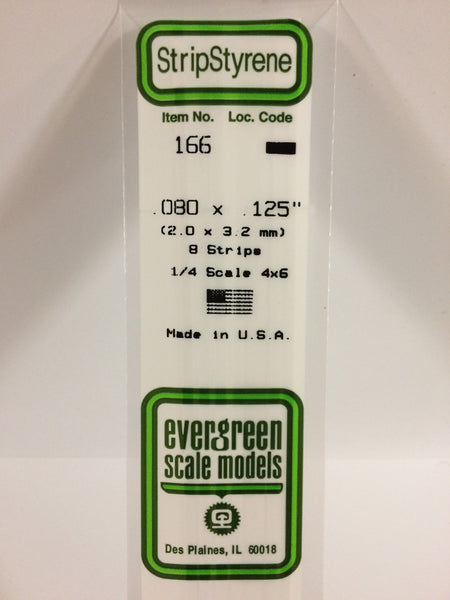 StripStyrene
Item No. Loc. Code
166
.080 x .125"
(2.0 x 3.2 mm)
8 Strips
1/4 Scale 4x6
Made in U.S.A.
evergreen
scale models
Des Plaines, IL 60018